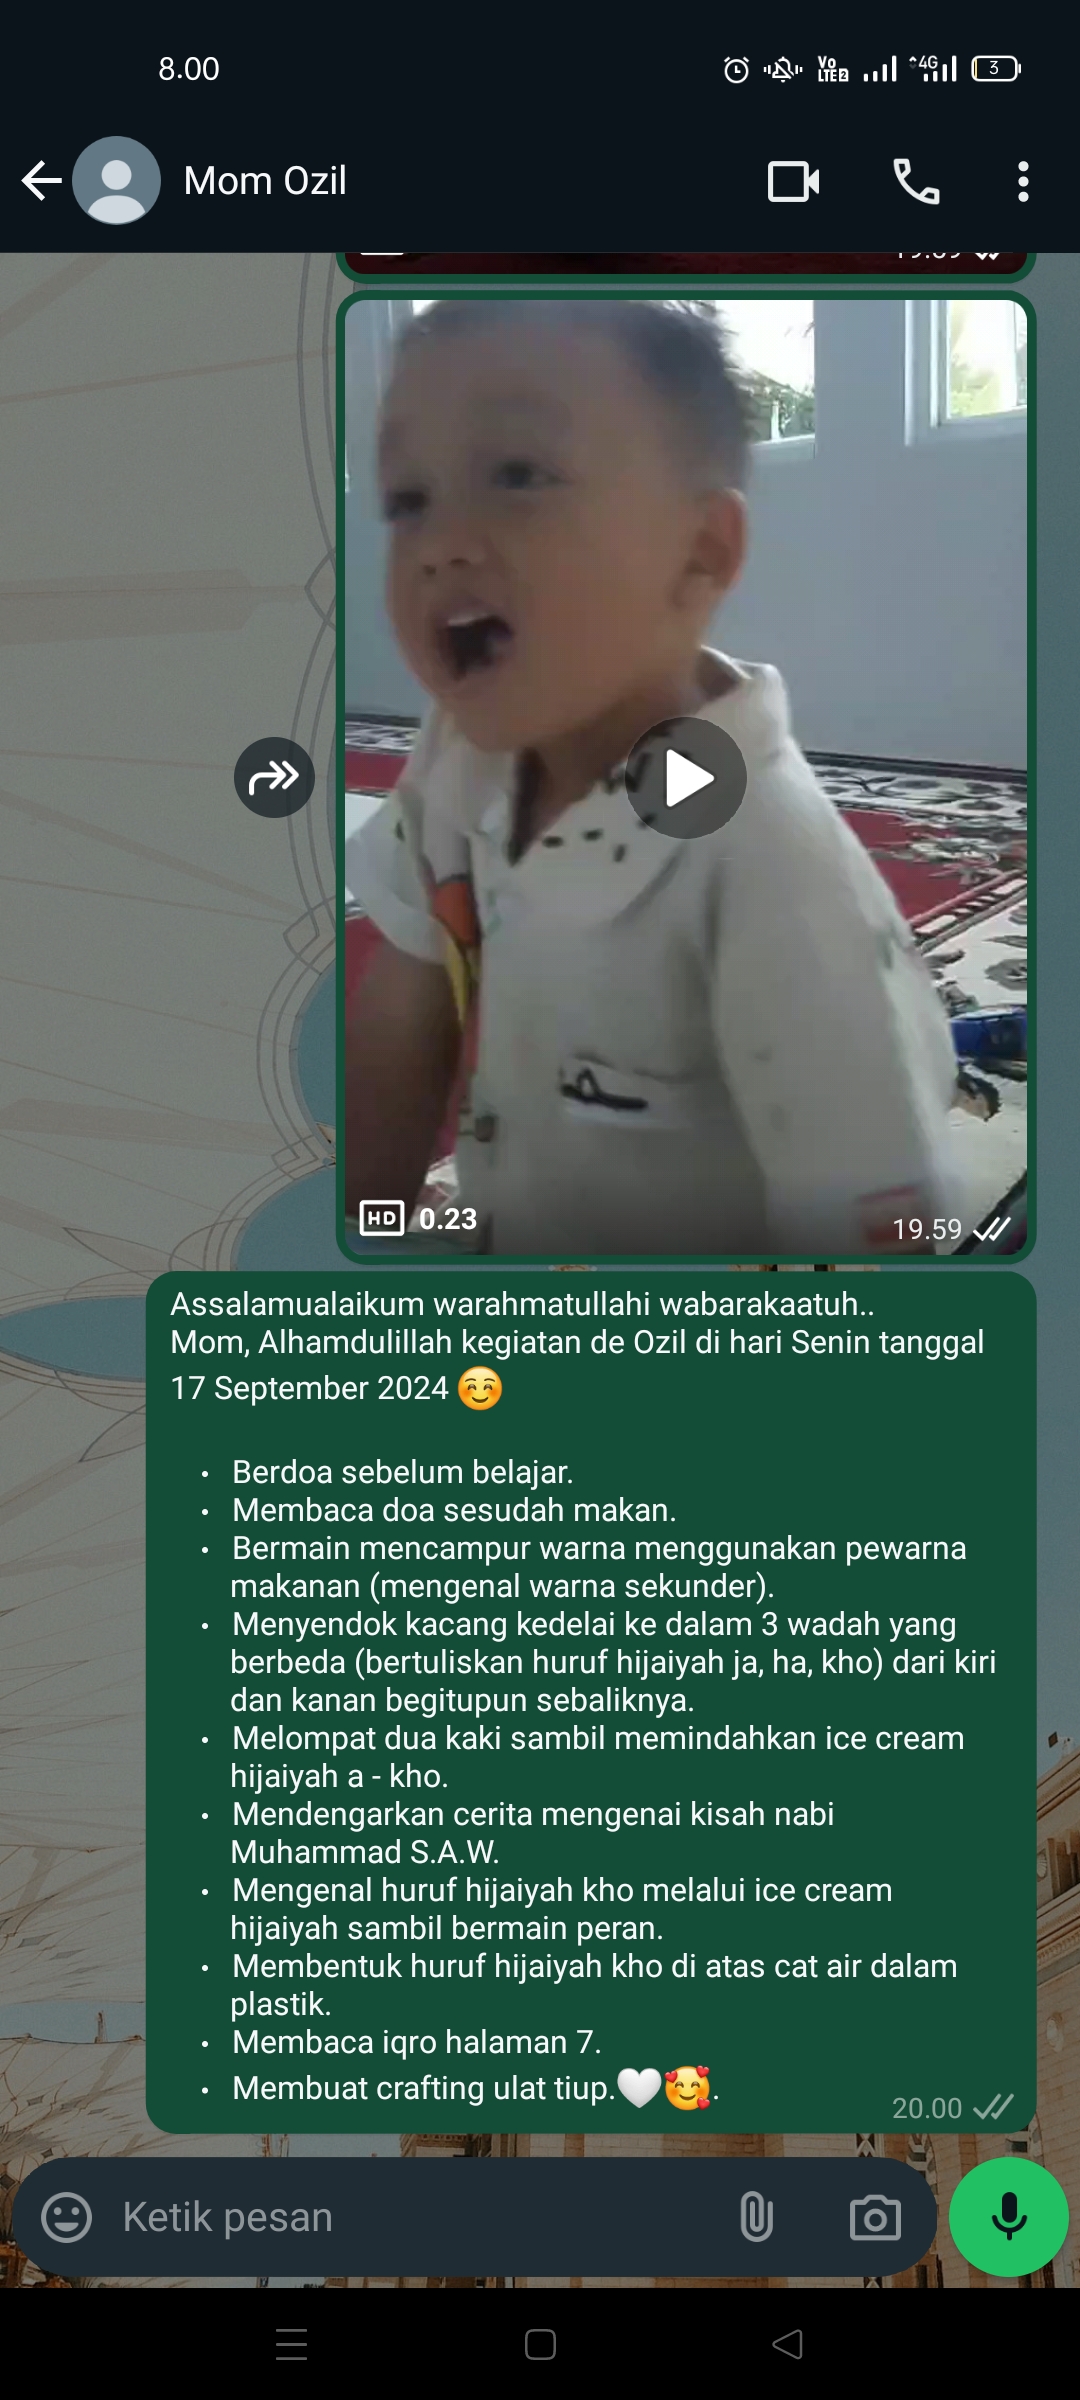 8.00
Vo
LTE2
4G
3
Mom Ozil
HD 0.23
19.59
Assalamualaikum warahmatullahi wabarakaatuh..
Mom, Alhamdulillah kegiatan de Ozil di hari Senin tanggal
17 September 2024 ☺️
• Berdoa sebelum belajar.
• Membaca doa sesudah makan.
• Bermain mencampur warna menggunakan pewarna
makanan (mengenal warna sekunder).
• Menyendok kacang kedelai ke dalam 3 wadah yang
berbeda (bertuliskan huruf hijaiyah ja, ha, kho) dari kiri
dan kanan begitupun sebaliknya.
• Melompat dua kaki sambil memindahkan ice cream
hijaiyah a - kho.
• Mendengarkan cerita mengenai kisah nabi
Muhammad S.A.W.
• Mengenal huruf hijaiyah kho melalui ice cream
hijaiyah sambil bermain peran.
• Membentuk huruf hijaiyah kho di atas cat air dalam
plastik.
• Membaca iqro halaman 7.
• Membuat crafting ulat tiup.🤍🥰.
20.00
Ketik pesan